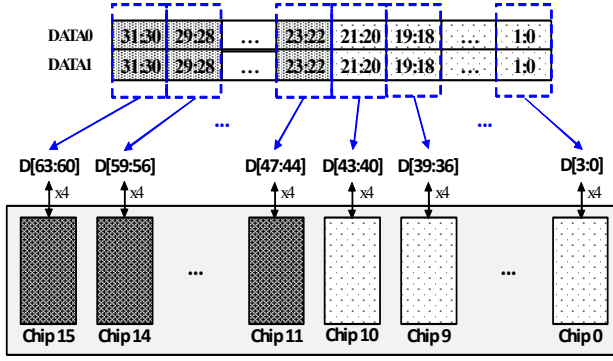 DATA0 31:30 29:28 ... 23:22 21:20 19:18 ... 1:0
DATA1 31:30 29:28 ... 23:22 21:20 19:18 ... 1:0
... ...
D[63:60] D[59:56] D[47:44] D[43:40] D[39:36] D[3:0]
x4 x4 x4 x4 x4 x4
... ...
Chip 15 Chip 14 Chip 11 Chip 10 Chip 9 Chip 0